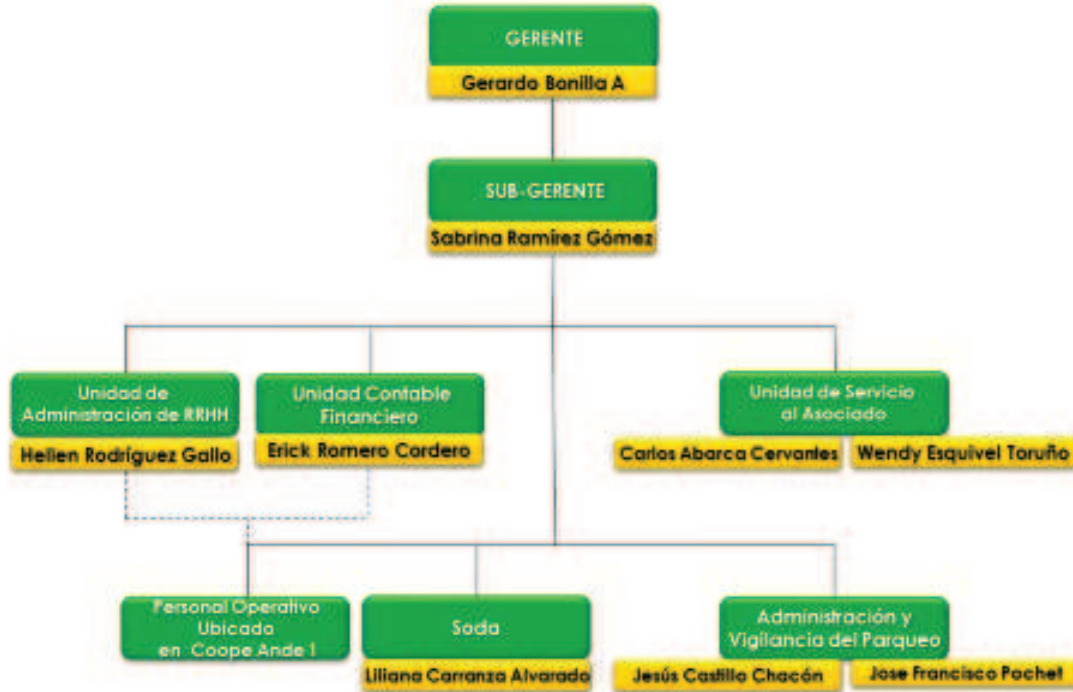 GERENTE
Gerardo Bonilla A
SUB-GERENTE
Sabrina Ramírez Gómez
Unidad de
Administración de RRHH
Hellen Rodríguez Gallo
Unidad Contable
Financiero
Erick Romero Cordero
Unidad de Servicio
al Asociado
Carlos Abarca Cervantes
Wendy Esquivel Toruño
Personal Operativo
Ubicado
en Coope Ande 1
Soda
Liliana Carranza Alvarado
Administración y
Vigilancia del Parqueo
Jesús Castillo Chacón
Jose Francisco Pochet